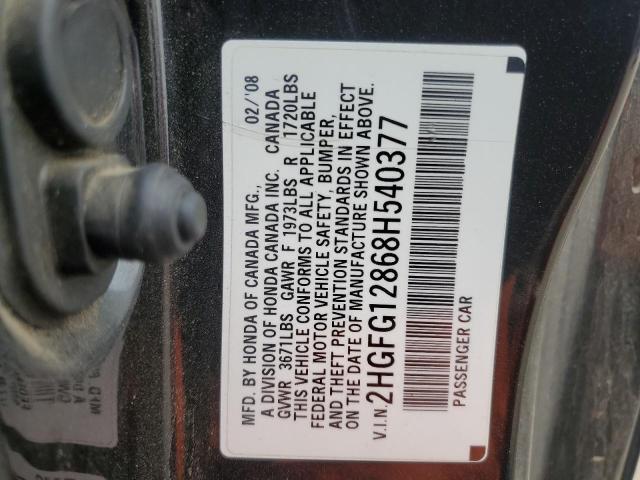 MFD. BY HONDA OF CANADA MFG., 02/'08
A DIVISION OF HONDA CANADA INC. CANADA
GVWR 3671LBS GAWR F 1973LBS R 1720LBS
THIS VEHICLE CONFORMS TO ALL APPLICABLE
FEDERAL MOTOR VEHICLE SAFETY, BUMPER,
AND THEFT PREVENTION STANDARDS IN EFFECT
ON THE DATE OF MANUFACTURE SHOWN ABOVE.
V.I.N. 2HGFG12868H540377
PASSENGER CAR